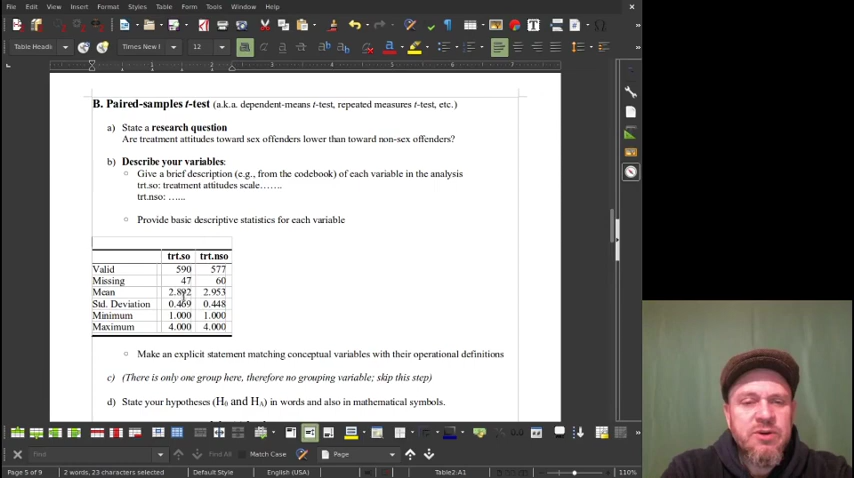 File Edit View Insert Format Styles Table Form Tools Window Help
Table Heads Times New I 12
B. Paired-samples t-test (a.k.a. dependent-means t-test, repeated measures t-test, etc.)
a) State a research question
Are treatment attitudes toward sex offenders lower than toward non-sex offenders?
b) Describe your variables:
Give a brief description (e.g., from the codebook) of each variable in the analysis
trt.so: treatment attitudes scale…….
trt.nso: …...
Provide basic descriptive statistics for each variable
trt.so trt.nso
Valid 590 577
Missing 47 60
Mean 2.892 2.953
Std. Deviation 0.469 0.448
Minimum 1.000 1.000
Maximum 4.000 4.000
Make an explicit statement matching conceptual variables with their operational definitions
c) (There is only one group here, therefore no grouping variable; skip this step)
d) State your hypotheses (H0 and HA) in words and also in mathematical symbols.
Find Find All Match Case Page
Page 5 of 9 2 words, 23 characters selected Default Style English (USA) Table2:A1 110%